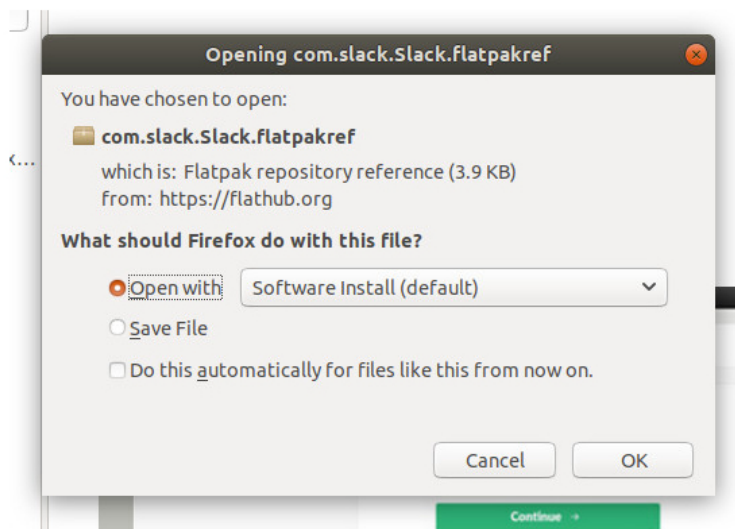 Opening com.slack.Slack.flatpakref
You have chosen to open:
com.slack.Slack.flatpakref
x...
which is: Flatpak repository reference (3.9 KB)
from: https://flathub.org
What should Firefox do with this file?
Open with Software Install (default)
Save File
Do this automatically for files like this from now on.
Cancel OK
Continue →